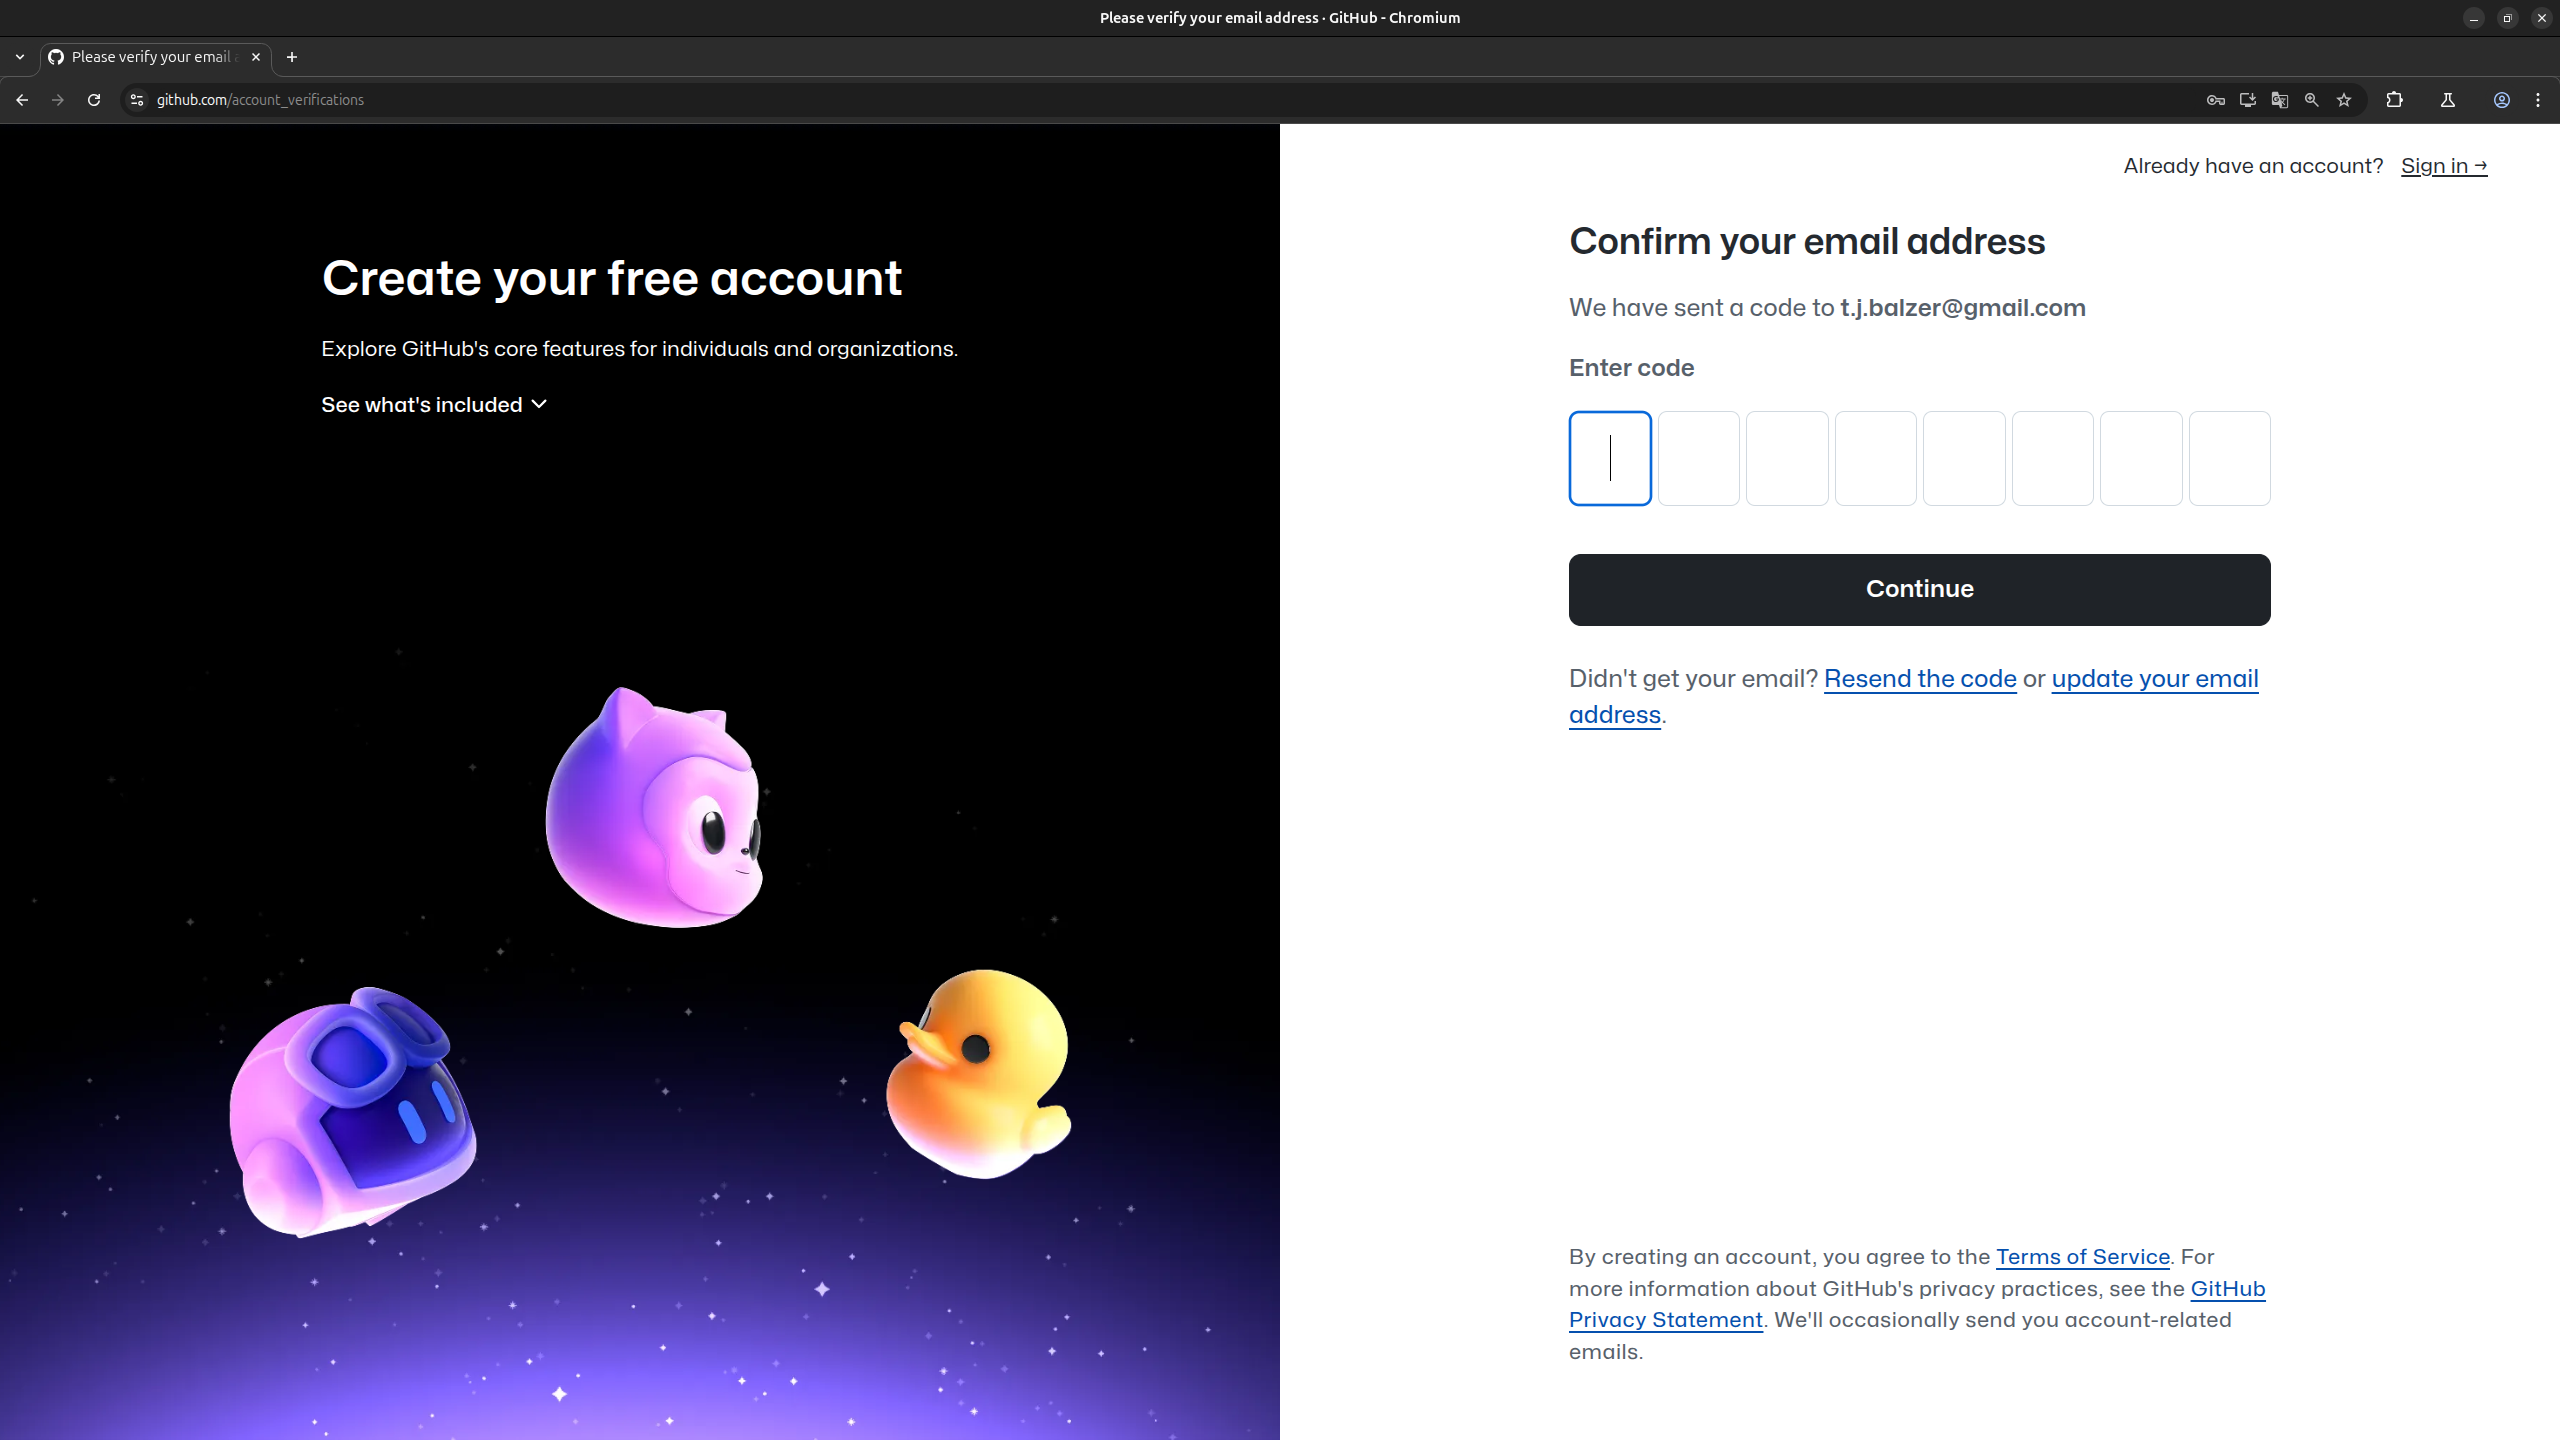 Please verify your email address · GitHub - Chromium
Please verify your email
github.com/account_verifications
Already have an account? Sign in →
Create your free account
Explore GitHub's core features for individuals and organizations.
See what's included
Confirm your email address
We have sent a code to t.j.balzer@gmail.com
Enter code
Continue
Didn't get your email? Resend the code or update your email
address.
By creating an account, you agree to the Terms of Service. For
more information about GitHub's privacy practices, see the GitHub
Privacy Statement. We'll occasionally send you account-related
emails.